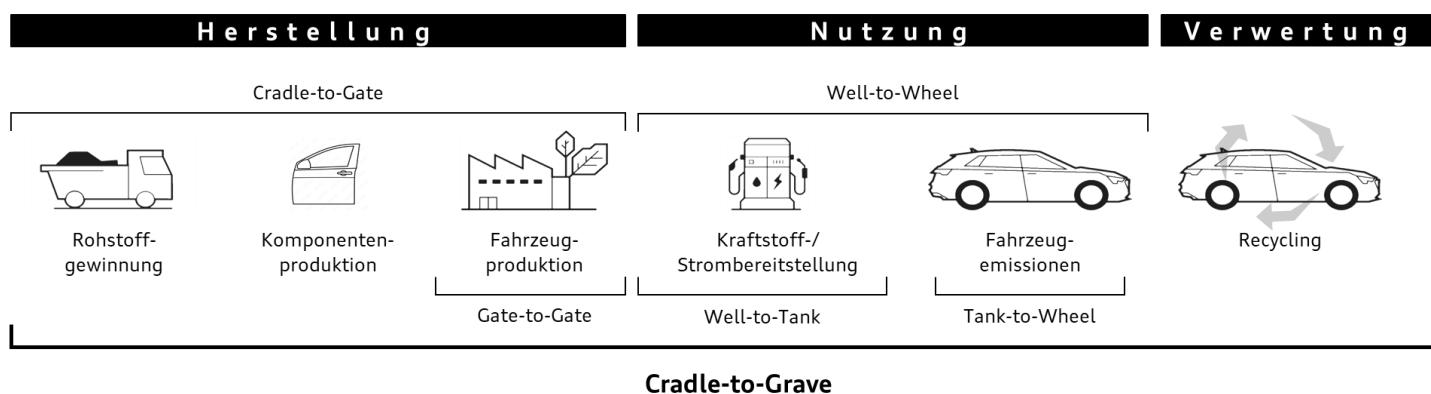 Herstellung
Nutzung
Verwertung
Cradle-to-Gate
Well-to-Wheel
Rohstoff-
gewinnung
Komponenten-
produktion
Fahrzeug-
produktion
Kraftstoff-/
Strombereitstellung
Fahrzeug-
emissionen
Recycling
Gate-to-Gate
Well-to-Tank
Tank-to-Wheel
Cradle-to-Grave